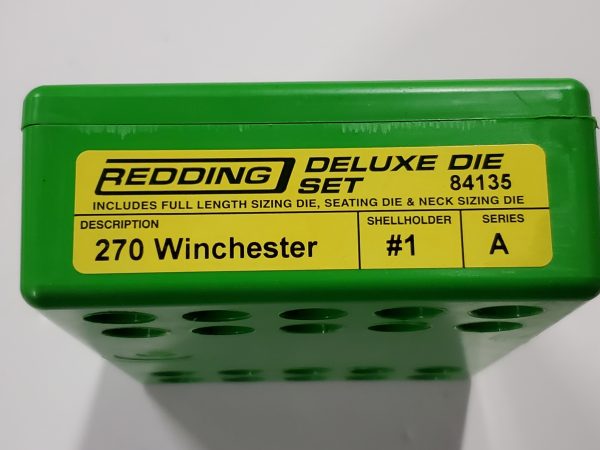 REDDING DELUXE DIE
SET 84135
INCLUDES FULL LENGTH SIZING DIE, SEATING DIE & NECK SIZING DIE
DESCRIPTION SHELLHOLDER SERIES
270 Winchester #1 A